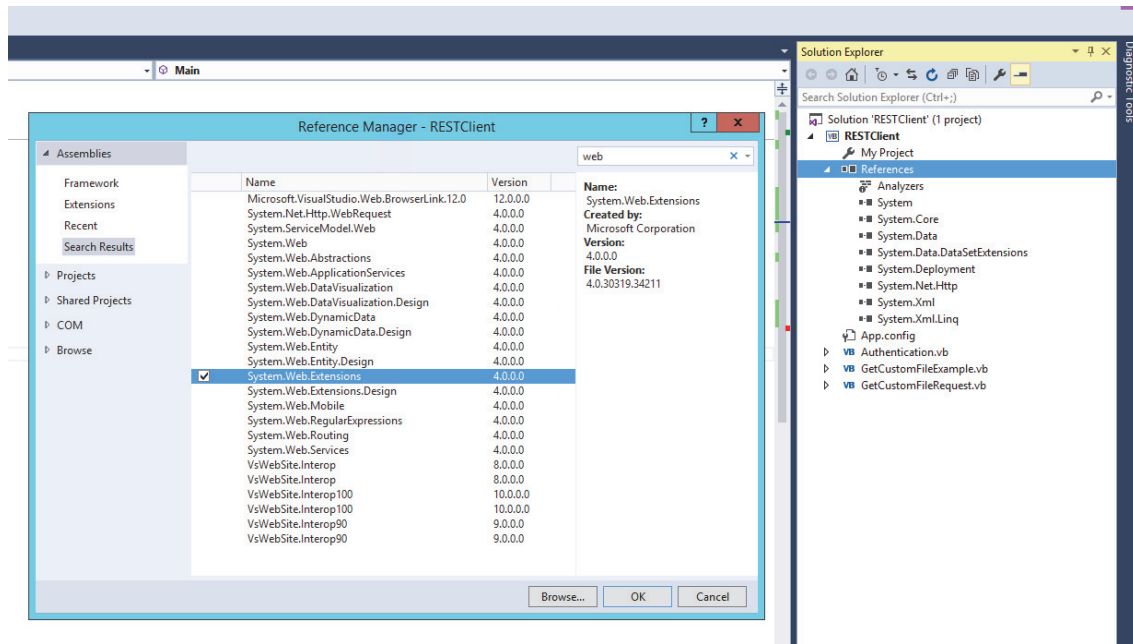 Main
Reference Manager - RESTClient
?
x
Assemblies
Framework
Extensions
Recent
Search Results
Projects
Shared Projects
COM
Browse
web
Name Version
Microsoft.VisualStudio.Web.BrowserLink.12.0 12.0.0.0
System.Net.Http.WebRequest 4.0.0.0
System.ServiceModel.Web 4.0.0.0
System.Web 4.0.0.0
System.Web.Abstractions 4.0.0.0
System.Web.ApplicationServices 4.0.0.0
System.Web.DataVisualization 4.0.0.0
System.Web.DataVisualization.Design 4.0.0.0
System.Web.DynamicData 4.0.0.0
System.Web.DynamicData.Design 4.0.0.0
System.Web.Entity 4.0.0.0
System.Web.Entity.Design 4.0.0.0
System.Web.Extensions 4.0.0.0
System.Web.Extensions.Design 4.0.0.0
System.Web.Mobile 4.0.0.0
System.Web.RegularExpressions 4.0.0.0
System.Web.Routing 4.0.0.0
System.Web.Services 4.0.0.0
VsWebSite.Interop 8.0.0.0
VsWebSite.Interop 8.0.0.0
VsWebSite.Interop100 10.0.0.0
VsWebSite.Interop100 10.0.0.0
VsWebSite.Interop90 9.0.0.0
VsWebSite.Interop90 9.0.0.0
Name:
System.Web.Extensions
Created by:
Microsoft Corporation
Version:
4.0.0.0
File Version:
4.0.30319.34211
Browse...
OK
Cancel
Solution Explorer
Search Solution Explorer (Ctrl+;)
Solution 'RESTClient' (1 project)
VB RESTClient
My Project
References
Analyzers
System
System.Core
System.Data
System.Data.DataSetExtensions
System.Deployment
System.Net.Http
System.Xml
System.Xml.Linq
App.config
VB Authentication.vb
VB GetCustomFileExample.vb
VB GetCustomFileRequest.vb
Diagnostic Tools